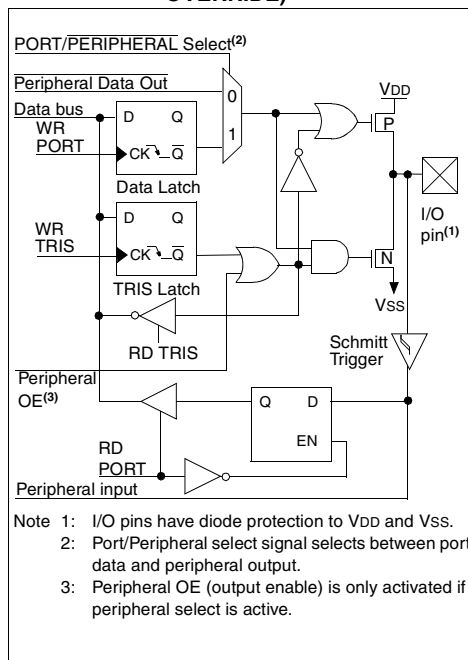 OVERRIDE)
PORT/PERIPHERAL Select(2)
Peripheral Data Out
Data bus
WR
PORT
D Q
CK Q
Data Latch
0
1
VDD
P
I/O
pin(1)
WR
TRIS
D Q
CK Q
TRIS Latch
N
VSS
RD TRIS
Schmitt
Trigger
Peripheral
OE(3)
Q D
EN
RD
PORT
Peripheral input
Note 1: I/O pins have diode protection to VDD and VSS.
2: Port/Peripheral select signal selects between port
data and peripheral output.
3: Peripheral OE (output enable) is only activated if
peripheral select is active.